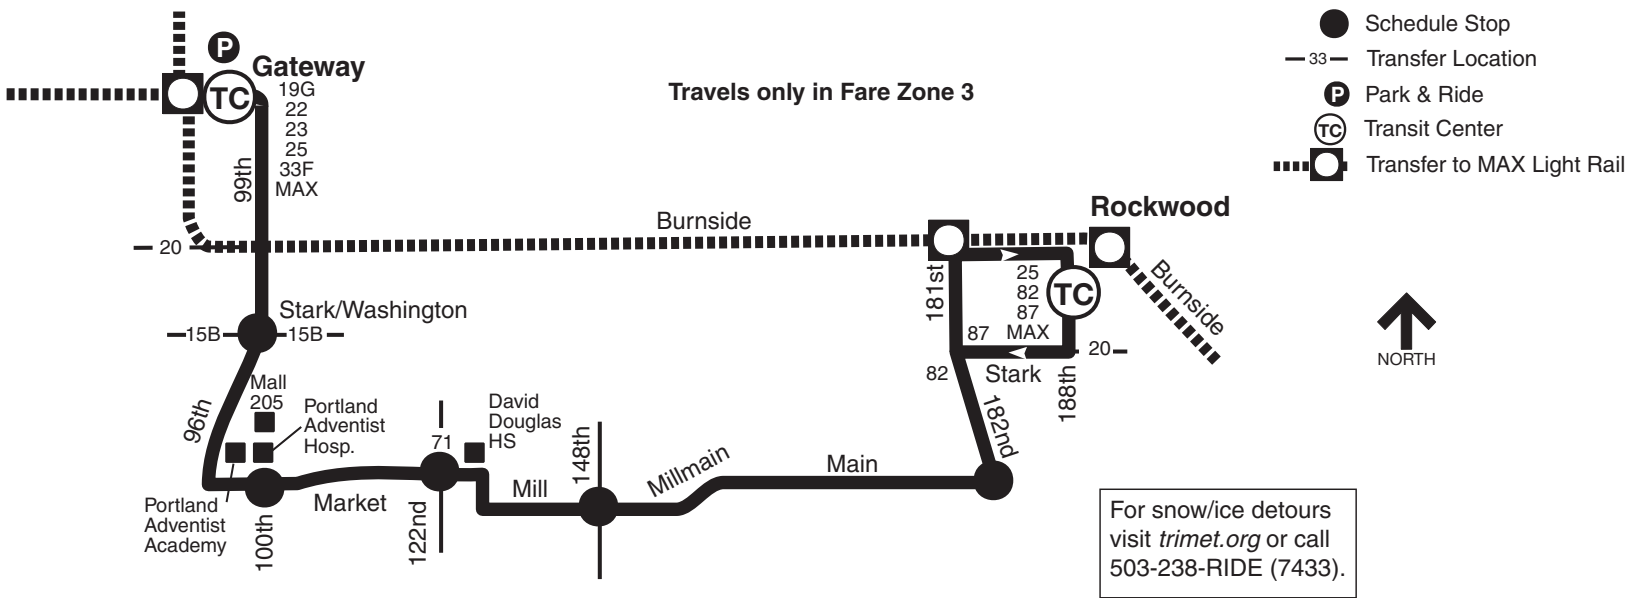 P
Gateway
TC
19G
22
23
25
33F
MAX
99th
Travels only in Fare Zone 3
Schedule Stop
33
Transfer Location
P
Park & Ride
TC
Transit Center
Transfer to MAX Light Rail
20
Burnside
Rockwood
181st
25
82
87
MAX
TC
87
20
82
Stark
188th
Burnside
NORTH
Stark/Washington
15B
15B
96th
Mall
205
Portland
Adventist
Hosp.
Portland
Adventist
Academy
100th
Market
71
122nd
David
Douglas
HS
Mill
148th
Millmain
Main
182nd
For snow/ice detours
visit trimet.org or call
503-238-RIDE (7433).